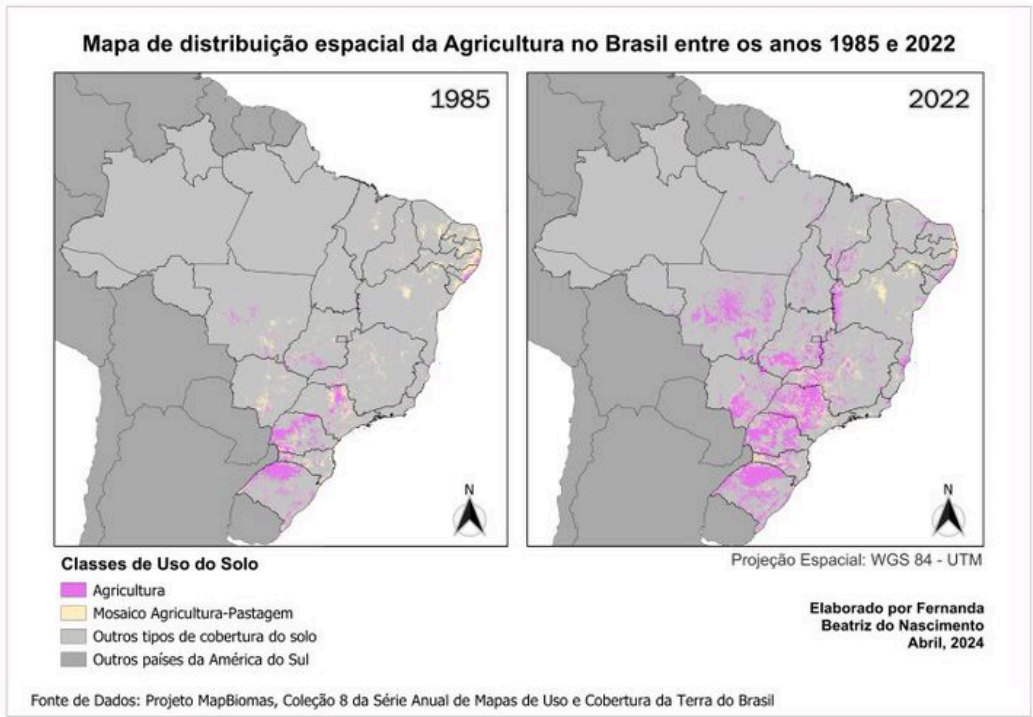 Mapa de distribuição espacial da Agricultura no Brasil entre os anos 1985 e 2022
1985
2022
N
N
Classes de Uso do Solo
Agricultura
Mosaico Agricultura-Pastagem
Outros tipos de cobertura do solo
Outros países da América do Sul
Projeção Espacial: WGS 84 - UTM
Elaborado por Fernanda
Beatriz do Nascimento
Abril, 2024
Fonte de Dados: Projeto MapBiomas, Coleção 8 da Série Anual de Mapas de Uso e Cobertura da Terra do Brasil